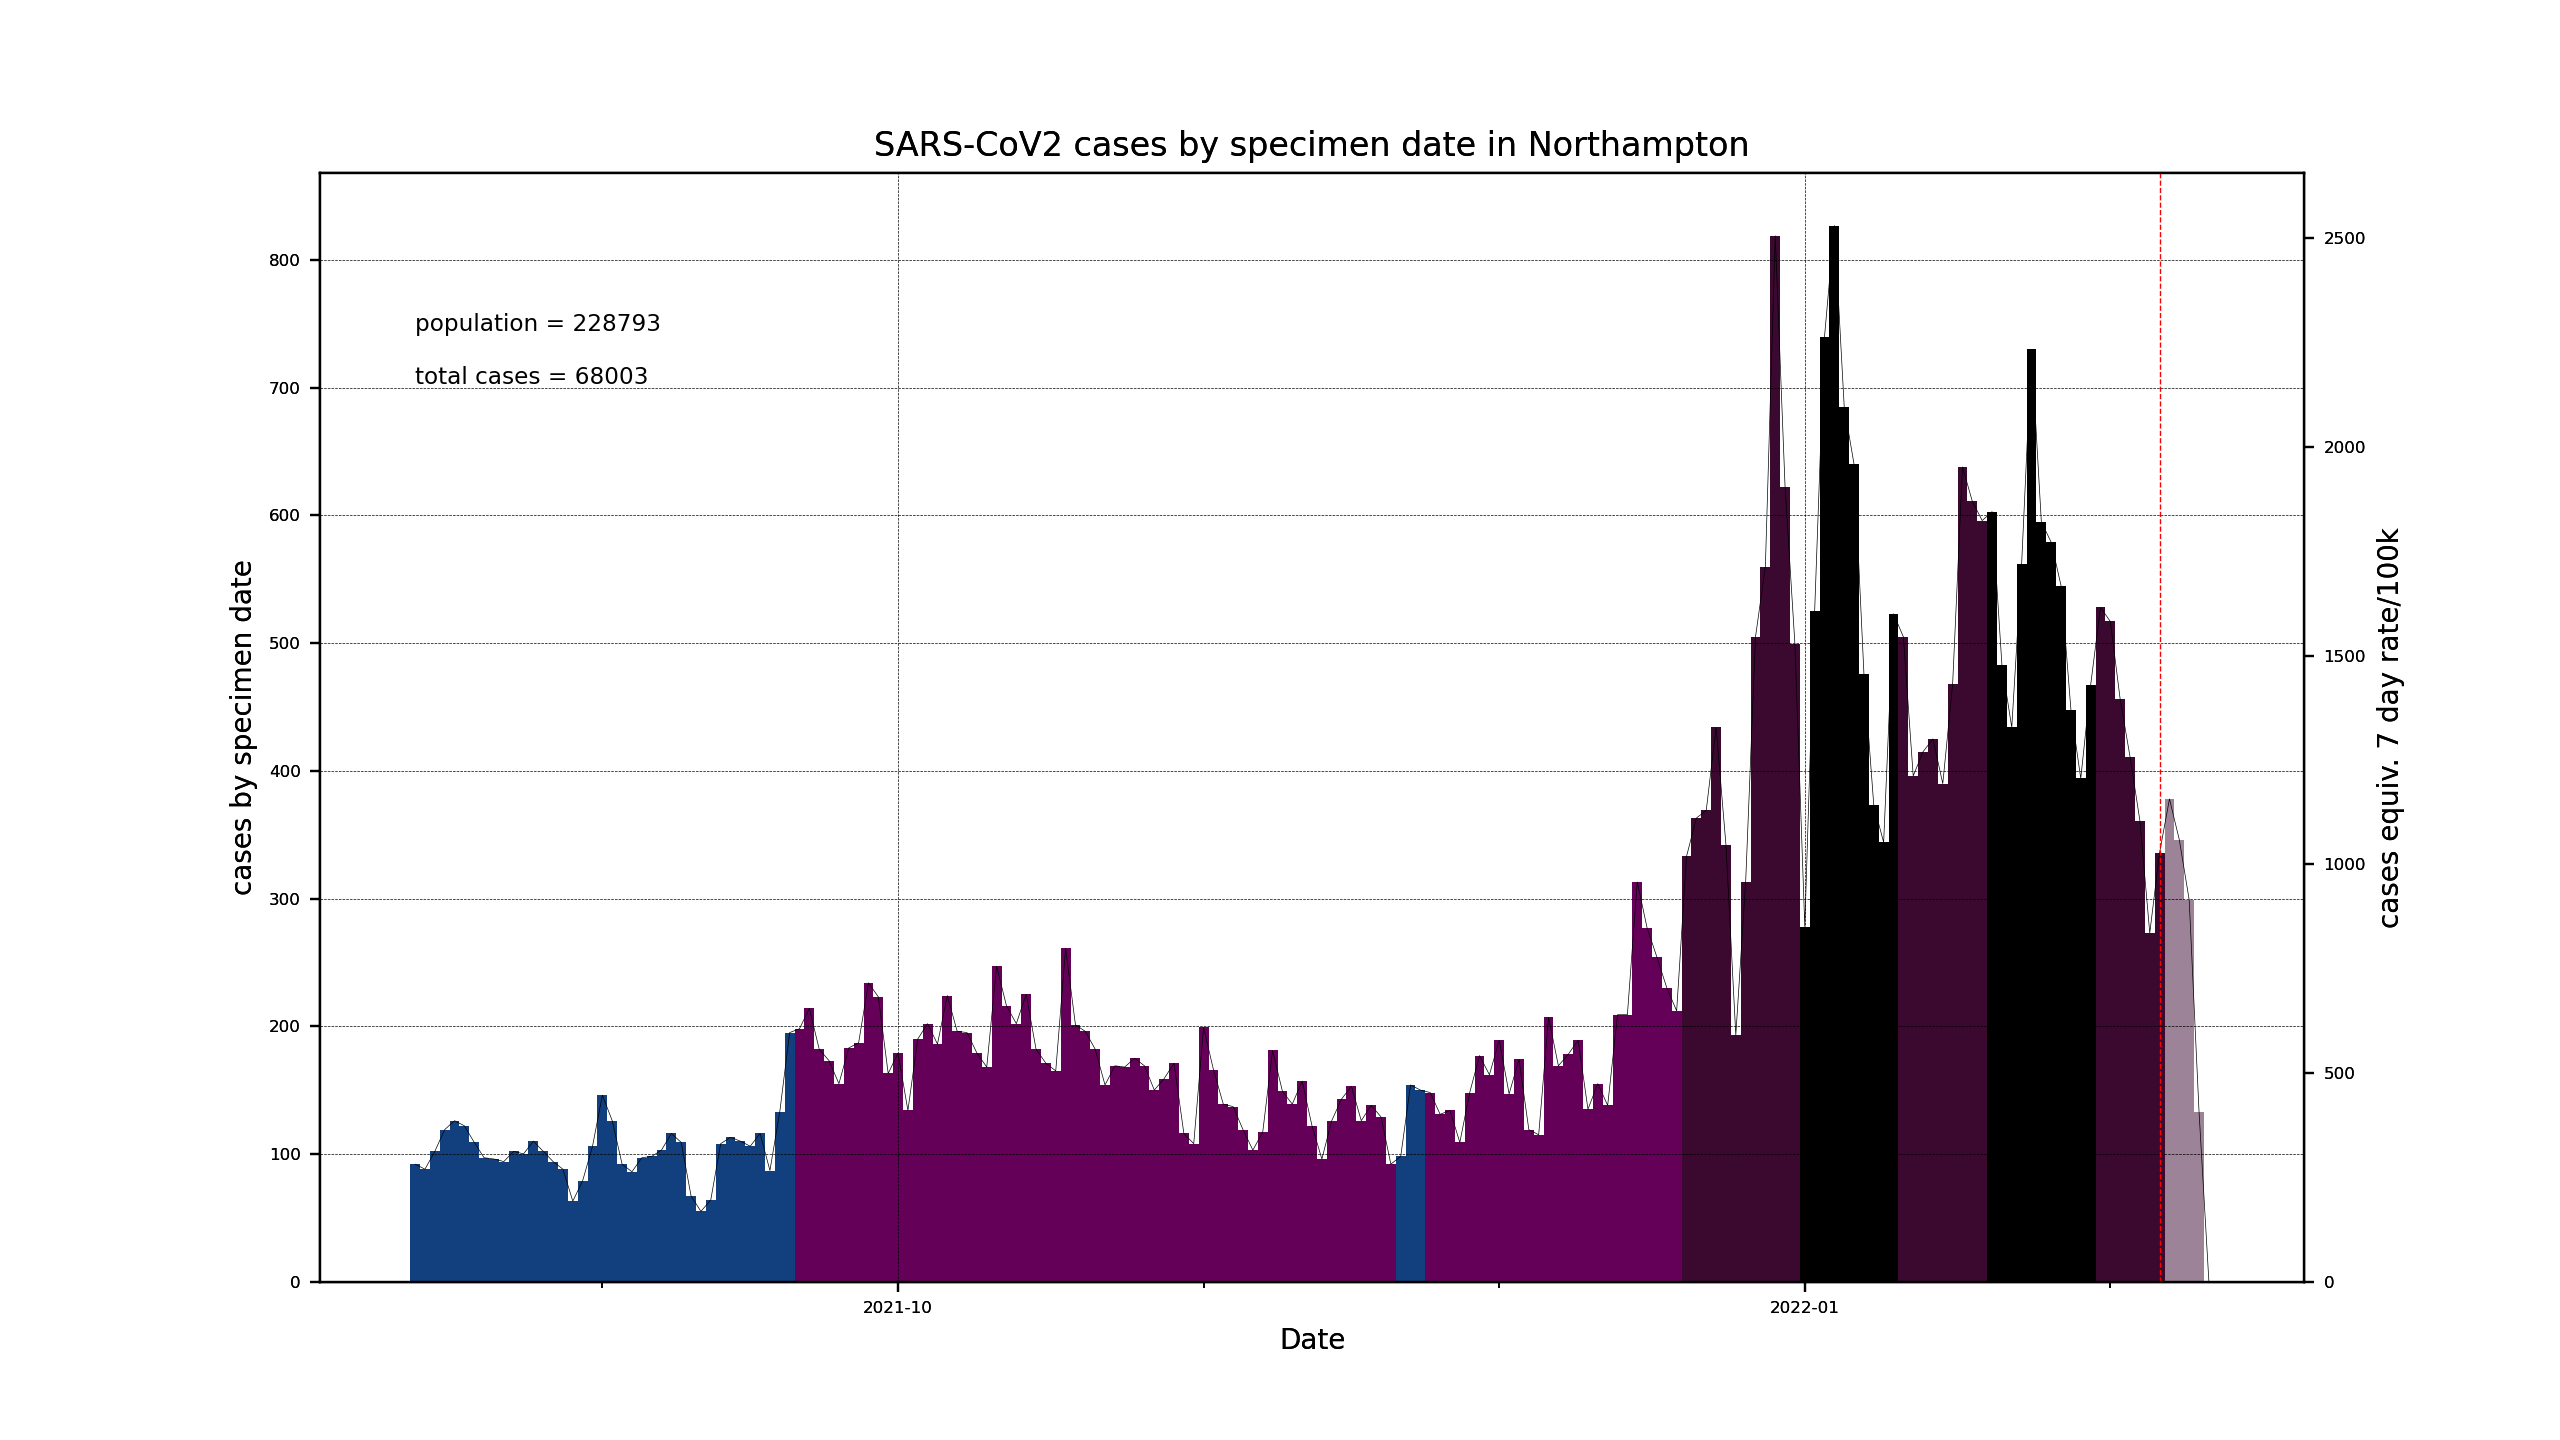 SARS-CoV2 cases by specimen date in Northampton
population = 228793
total cases = 68003
cases by specimen date
800
700
600
500
400
300
200
100
0
2500
2000
1500
1000
500
0
cases equiv. 7 day rate/100k
2021-10
2022-01
Date